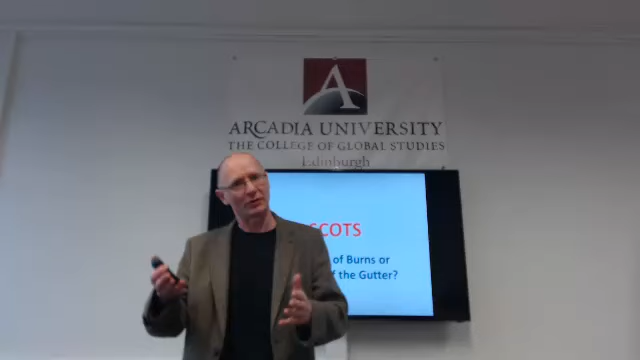 A
ARCADIA UNIVERSITY
THE COLLEGE OF GLOBAL STUDIES
Edinburgh
SCOTS
of Burns or
the Gutter?